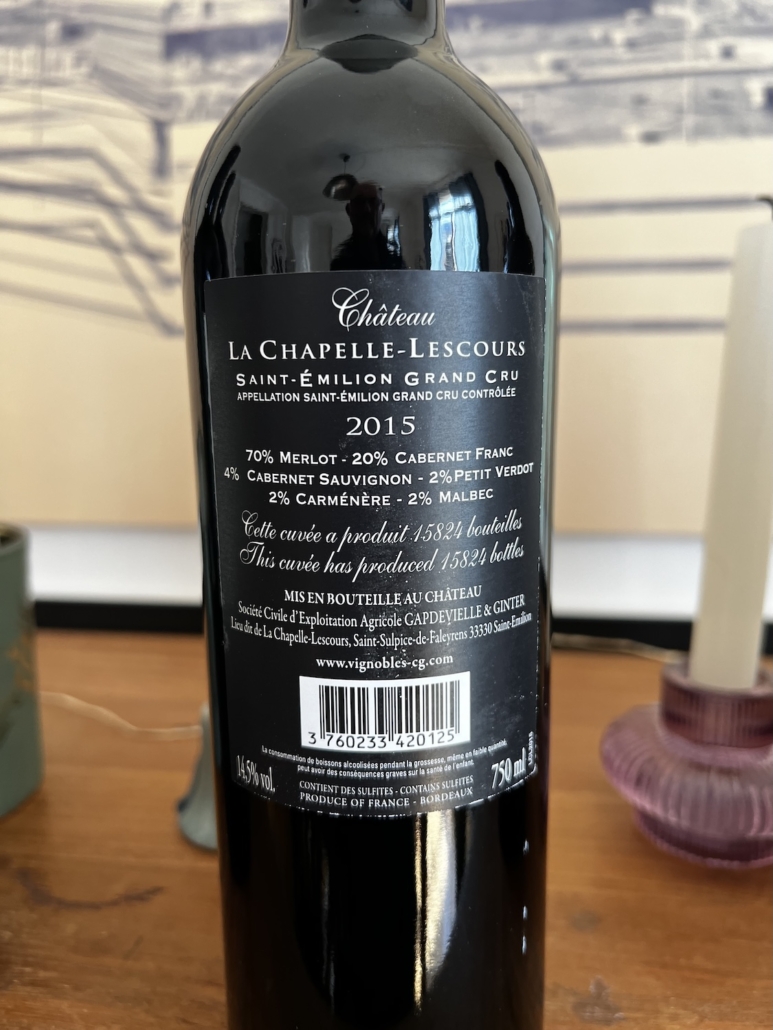 Château
LA CHAPELLE-LESCOURS
SAINT-ÉMILION GRAND CRU
APPELLATION SAINT-ÉMILION GRAND CRU CONTRÔLÉE
2015
70% MERLOT - 20% CABERNET FRANC
4% CABERNET SAUVIGNON - 2% PETIT VERDOT
2% CARMÉNÈRE - 2% MALBEC
Cette cuvée a produit 15824 bouteilles
This cuvée has produced 15824 bottles
MIS EN BOUTEILLE AU CHÂTEAU
Société Civile d'Exploitation Agricole CAPDEVIELLE & GINTER
Lieu dit de La Chapelle-Lescours, Saint-Sulpice-de-Faleyrens 33330 Saint-Emilion
www.vignobles-cg.com
3 760233 420125
La consommation de boissons alcoolisées pendant la grossesse, même en faible quantité,
peut avoir des conséquences graves sur la santé de l'enfant.
14,5% vol.
CONTIENT DES SULFITES - CONTAINS SULFITES
750 ml
PRODUCE OF FRANCE - BORDEAUX